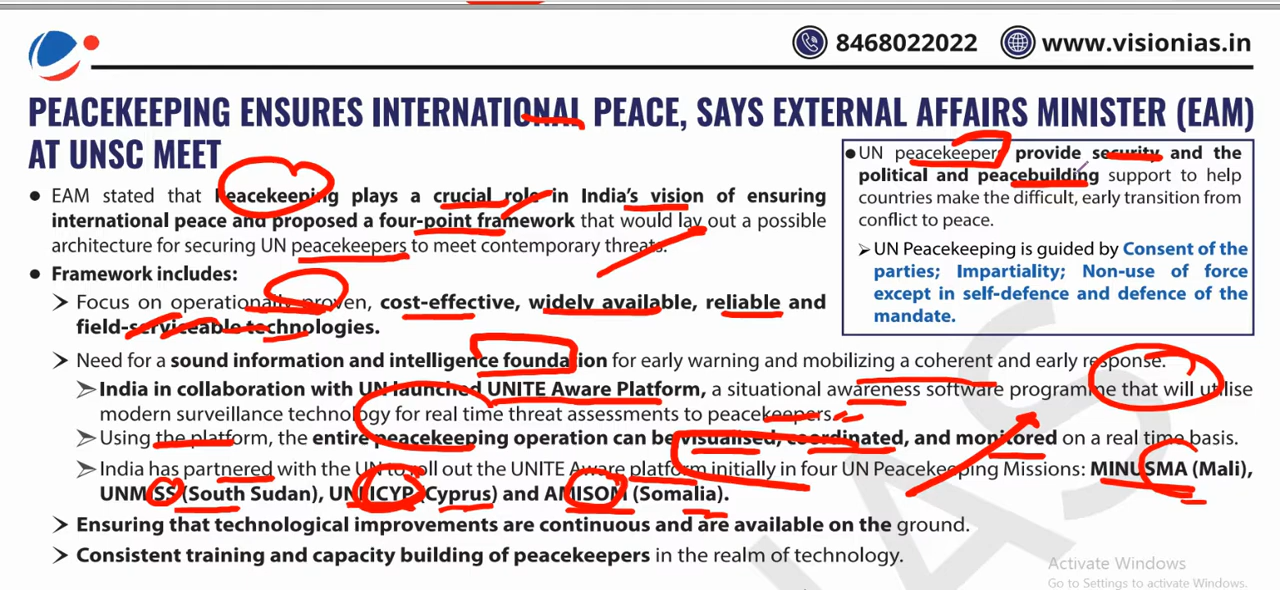 8468022022 www.visionias.in
PEACEKEEPING ENSURES INTERNATIONAL PEACE, SAYS EXTERNAL AFFAIRS MINISTER (EAM)
AT UNSC MEET
● EAM stated that Peacekeeping plays a crucial role in India's vision of ensuring
international peace and proposed a four-point framework that would lay out a possible
architecture for securing UN peacekeepers to meet contemporary threats.
● Framework includes:
➢ Focus on operationally proven, cost-effective, widely available, reliable and
field-serviceable technologies.
● UN peacekeepers provide security and the
political and peacebuilding support to help
countries make the difficult, early transition from
conflict to peace.
➢ UN Peacekeeping is guided by Consent of the
parties; Impartiality; Non-use of force
except in self-defence and defence of the
mandate.
➢ Need for a sound information and intelligence foundation for early warning and mobilizing a coherent and early response.
➢ India in collaboration with UN launched UNITE Aware Platform, a situational awareness software programme that will utilise
modern surveillance technology for real time threat assessments to peacekeepers.
➢ Using the platform, the entire peacekeeping operation can be visualised, coordinated, and monitored on a real time basis.
➢ India has partnered with the UN to roll out the UNITE Aware platform initially in four UN Peacekeeping Missions: MINUSMA (Mali),
UNMISS (South Sudan), UNFICYP (Cyprus) and AMISOM (Somalia).
➢ Ensuring that technological improvements are continuous and are available on the ground.
➢ Consistent training and capacity building of peacekeepers in the realm of technology.
Activate Windows
Go to Settings to activate Windows.